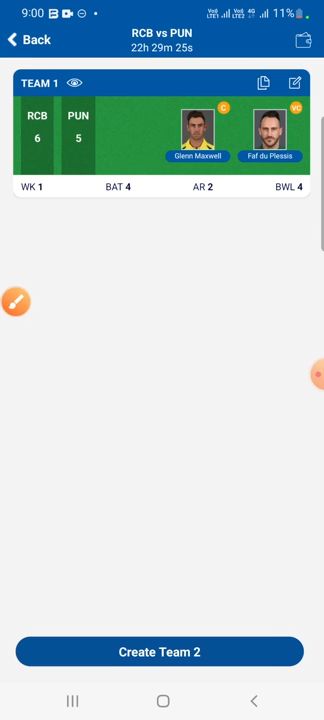 9:00 11%
Back
RCB vs PUN
22h 29m 25s
TEAM 1
RCB PUN
6 5
C VC
Glenn Maxwell Faf du Plessis
WK 1 BAT 4 AR 2 BWL 4
Create Team 2